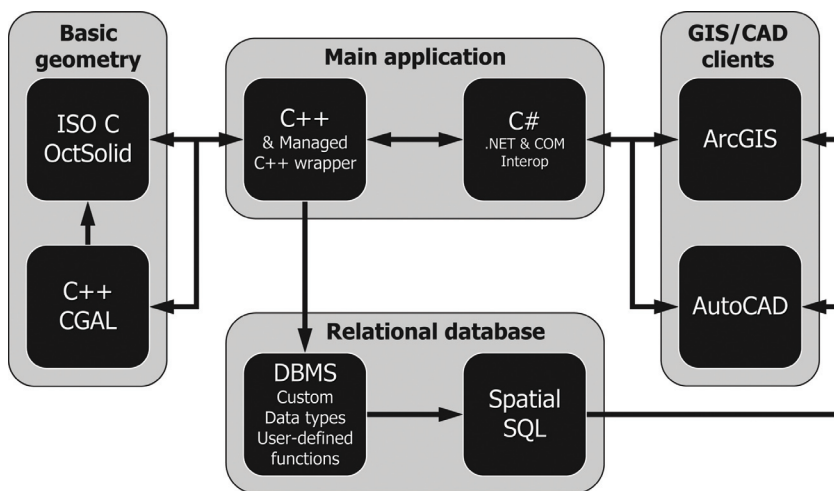 Basic
geometry
ISO C
OctSolid
C++
CGAL
Main application
C++
& Managed
C++ wrapper
C#
.NET & COM
Interop
GIS/CAD
clients
ArcGIS
AutoCAD
Relational database
DBMS
Custom
Data types
User-defined
functions
Spatial
SQL